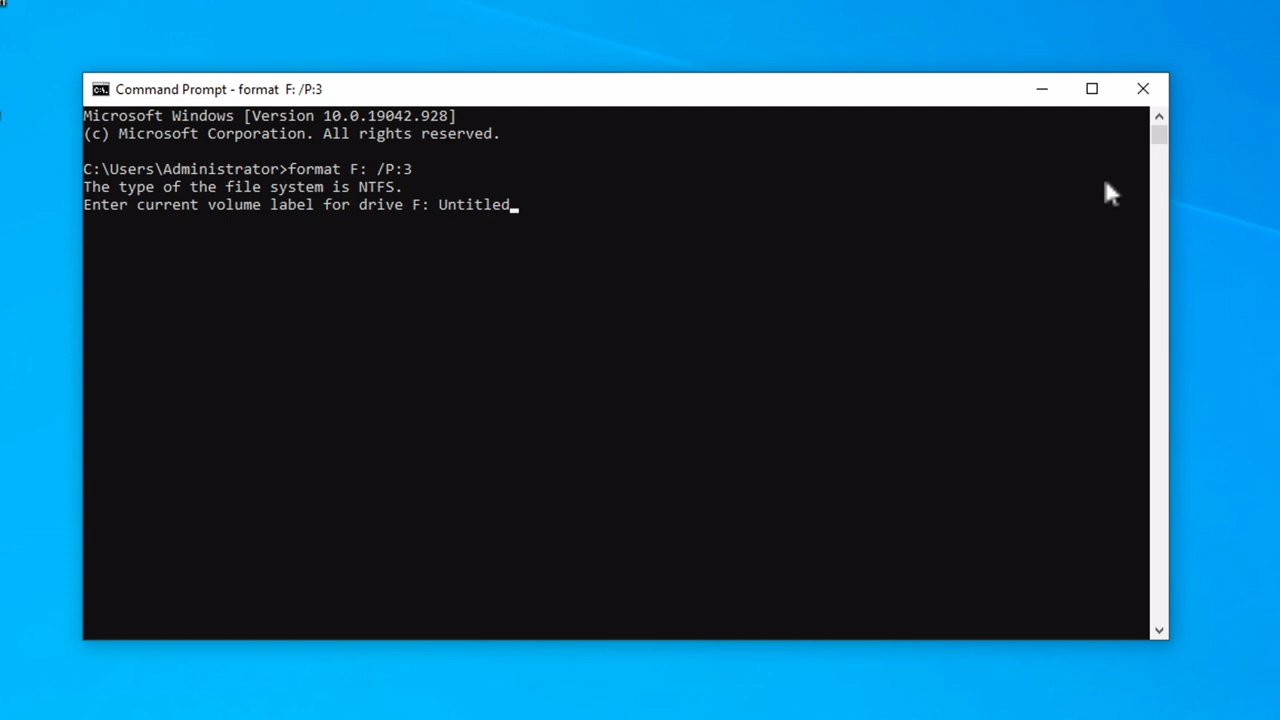 Command Prompt - format  F: /P:3
Microsoft Windows [Version 10.0.19042.928]
(c) Microsoft Corporation. All rights reserved.
C:\Users\Administrator>format F: /P:3
The type of the file system is NTFS.
Enter current volume label for drive F: Untitled